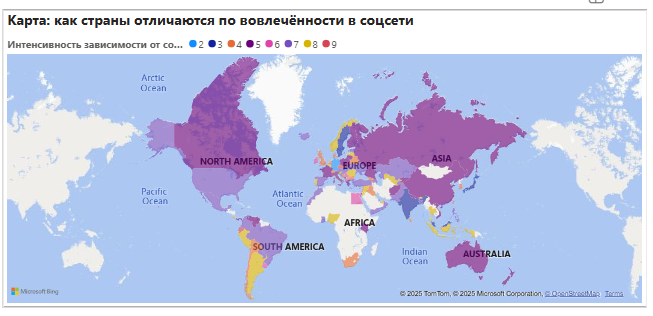 Карта: как страны отличаются по вовлечённости в соцсети
Интенсивность зависимости от со... 2 3 4 5 6 7 8 9
Arctic
Ocean
NORTH AMERICA
EUROPE
ASIA
Pacific
Ocean
Atlantic
Ocean
AFRICA
SOUTH AMERICA
Indian
Ocean
AUSTRALIA
Microsoft Bing
© 2025 TomTom, © 2025 Microsoft Corporation, © OpenStreetMap Terms